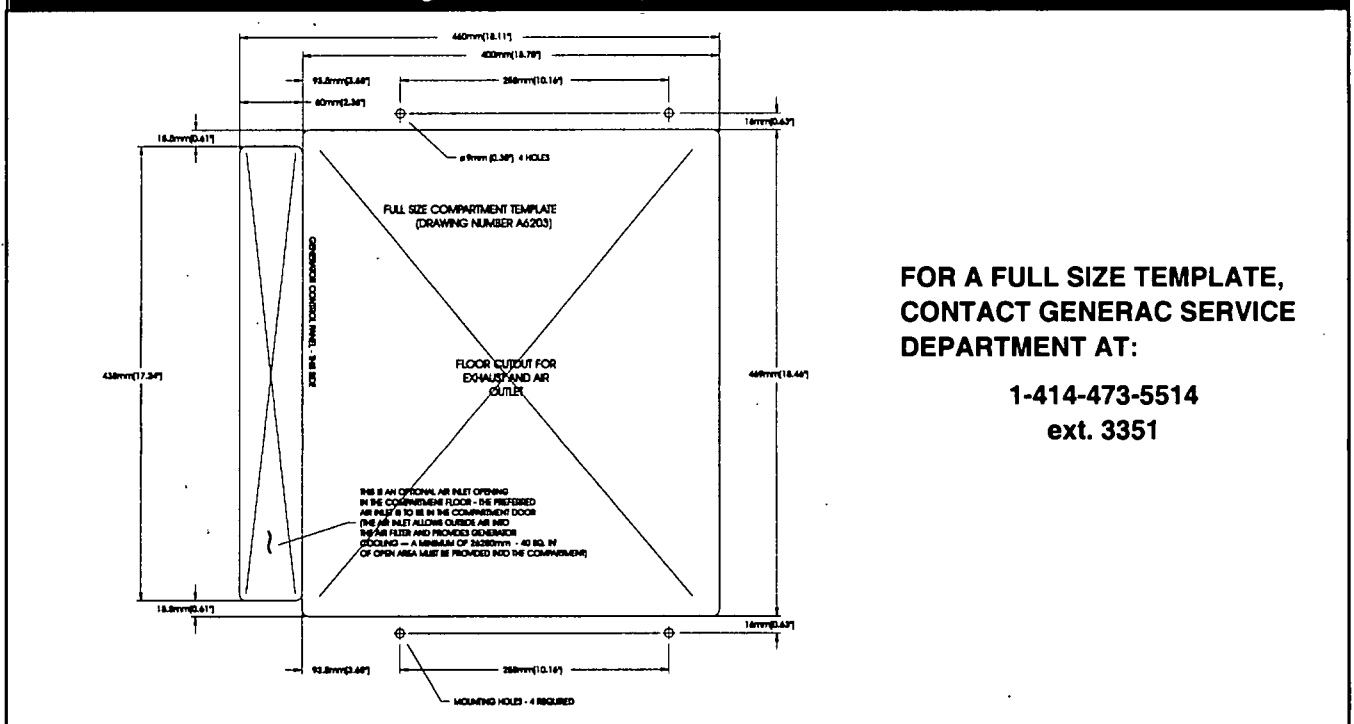 460mm(18.11")
400mm(15.75")
93.5mm(3.68")
258mm(10.16")
60mm(2.36")
16mm(0.63")
15.5mm(0.61")
ø 9mm (0.35") 4 HOLES
FULL SIZE COMPARTMENT TEMPLATE
(DRAWING NUMBER A6203)
GENERATOR CONTROL PANEL - THIS SIDE
FOR A FULL SIZE TEMPLATE,
CONTACT GENERAC SERVICE
DEPARTMENT AT:
1-414-473-5514
ext. 3351
FLOOR CUTOUT FOR
EXHAUST AND AIR
OUTLET
438mm(17.24")
469mm(18.46")
THIS IS AN OPTIONAL AIR INLET OPENING
IN THE COMPARTMENT FLOOR - THE PREFERRED
AIR INLET IS TO BE IN THE COMPARTMENT DOOR
(THE AIR INLET ALLOWS OUTSIDE AIR INTO
THE AIR FILTER AND PROVIDES GENERATOR
COOLING — A MINIMUM OF 26280mm - 40 SQ. IN
OF OPEN AREA MUST BE PROVIDED INTO THE COMPARTMENT)
15.5mm(0.61")
16mm(0.63")
93.5mm(3.68")
258mm(10.16")
MOUNTING HOLES - 4 REQUIRED